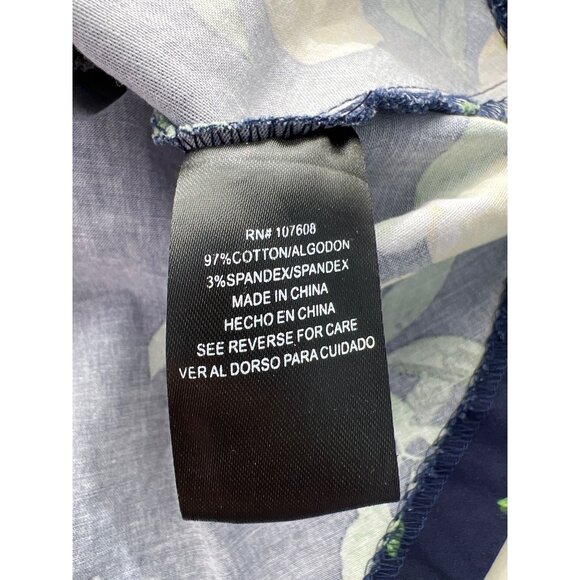 RN# 107608
97%COTTON/ALGODON
3%SPANDEX/SPANDEX
MADE IN CHINA
HECHO EN CHINA
SEE REVERSE FOR CARE
VER AL DORSO PARA CUIDADO